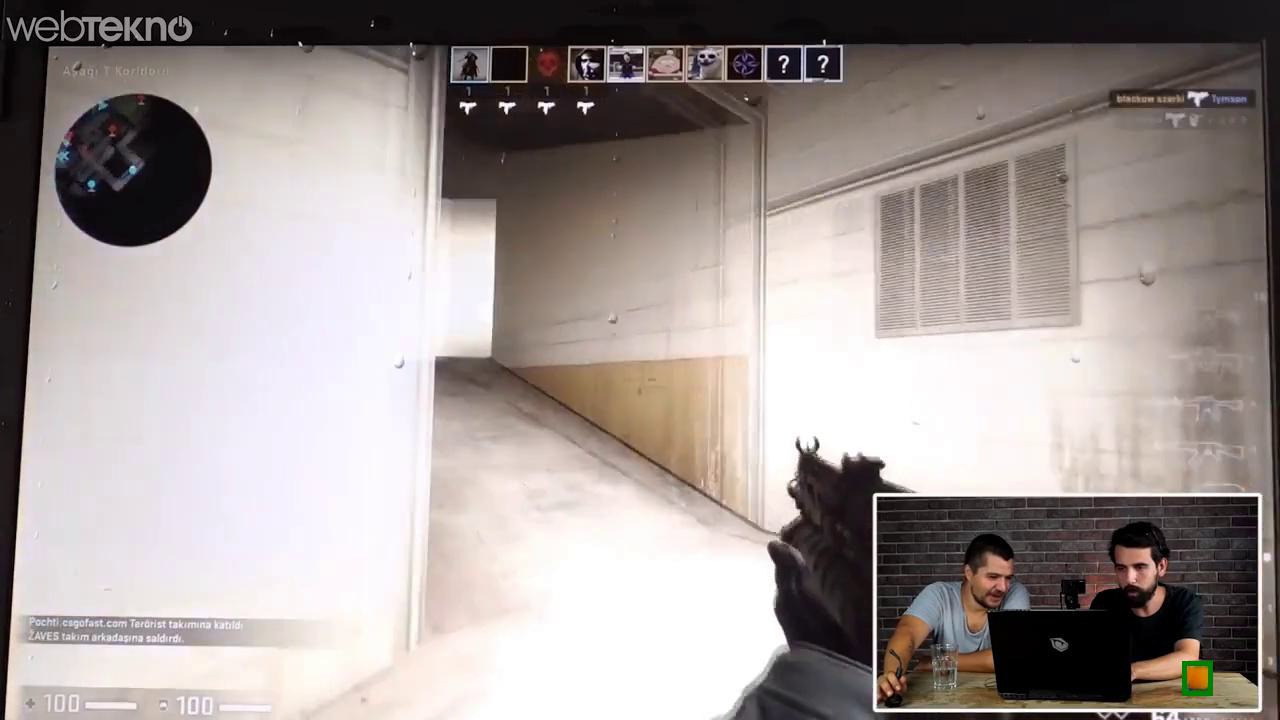 webTEKNO
Aşağı T Koridoru
? ?
1 1 1 1
blackow szerki Tymson
Pochti csgofast.com Terörist takımına katıldı
ZAVES takım arkadaşına saldırdı.
100 100
64